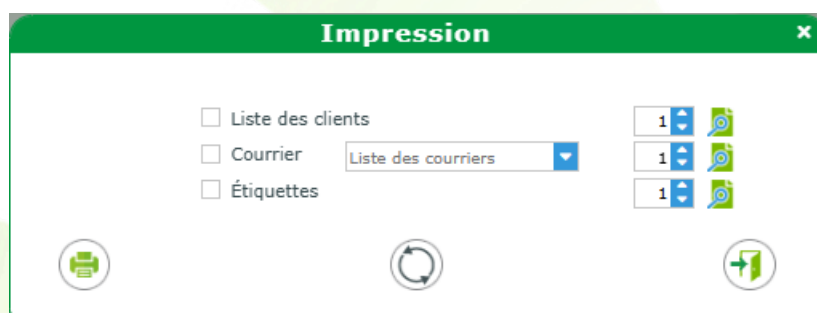 Impression
Liste des clients 1
Courrier Liste des courriers 1
Étiquettes 1